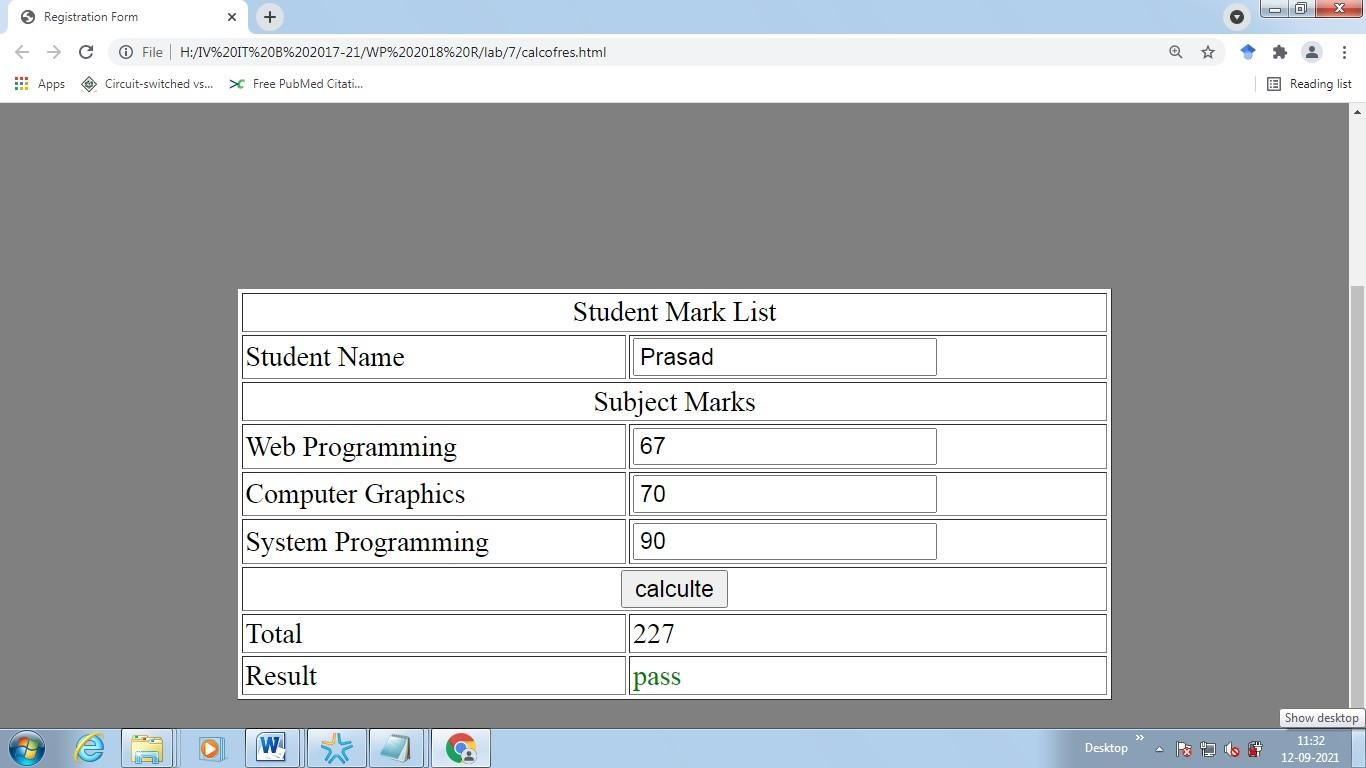 Registration Form
File H:/IV%20IT%20B%202017-21/WP%202018%20R/lab/7/calcofres.html
Apps Circuit-switched vs... Free PubMed Citati... Reading list
Student Mark List
Student Name Prasad
Subject Marks
Web Programming 67
Computer Graphics 70
System Programming 90
calculte
Total 227
Result pass
Show desktop
Desktop 11:32
12-09-2021